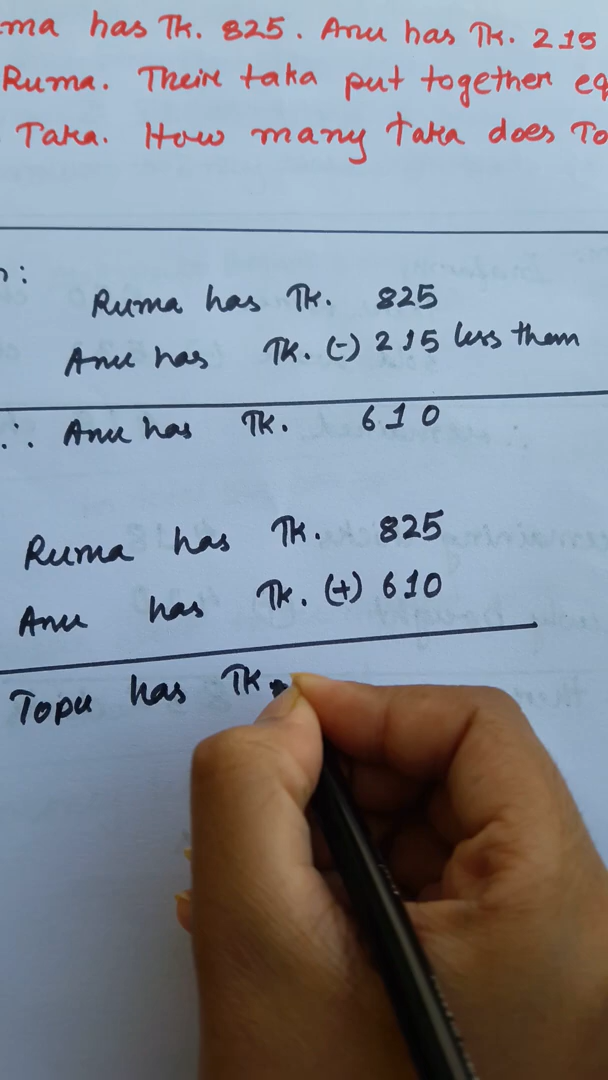 ma has Tk. 825. Anu has Tk. 215
Ruma. Their taka put together eq
Taka. How many taka does To
n:
Ruma has Tk. 825
Anu has Tk. (-) 215 less them
∴ Anu has Tk. 610
Ruma has Tk. 825
Anu has Tk. (+) 610
Topu has Tk.